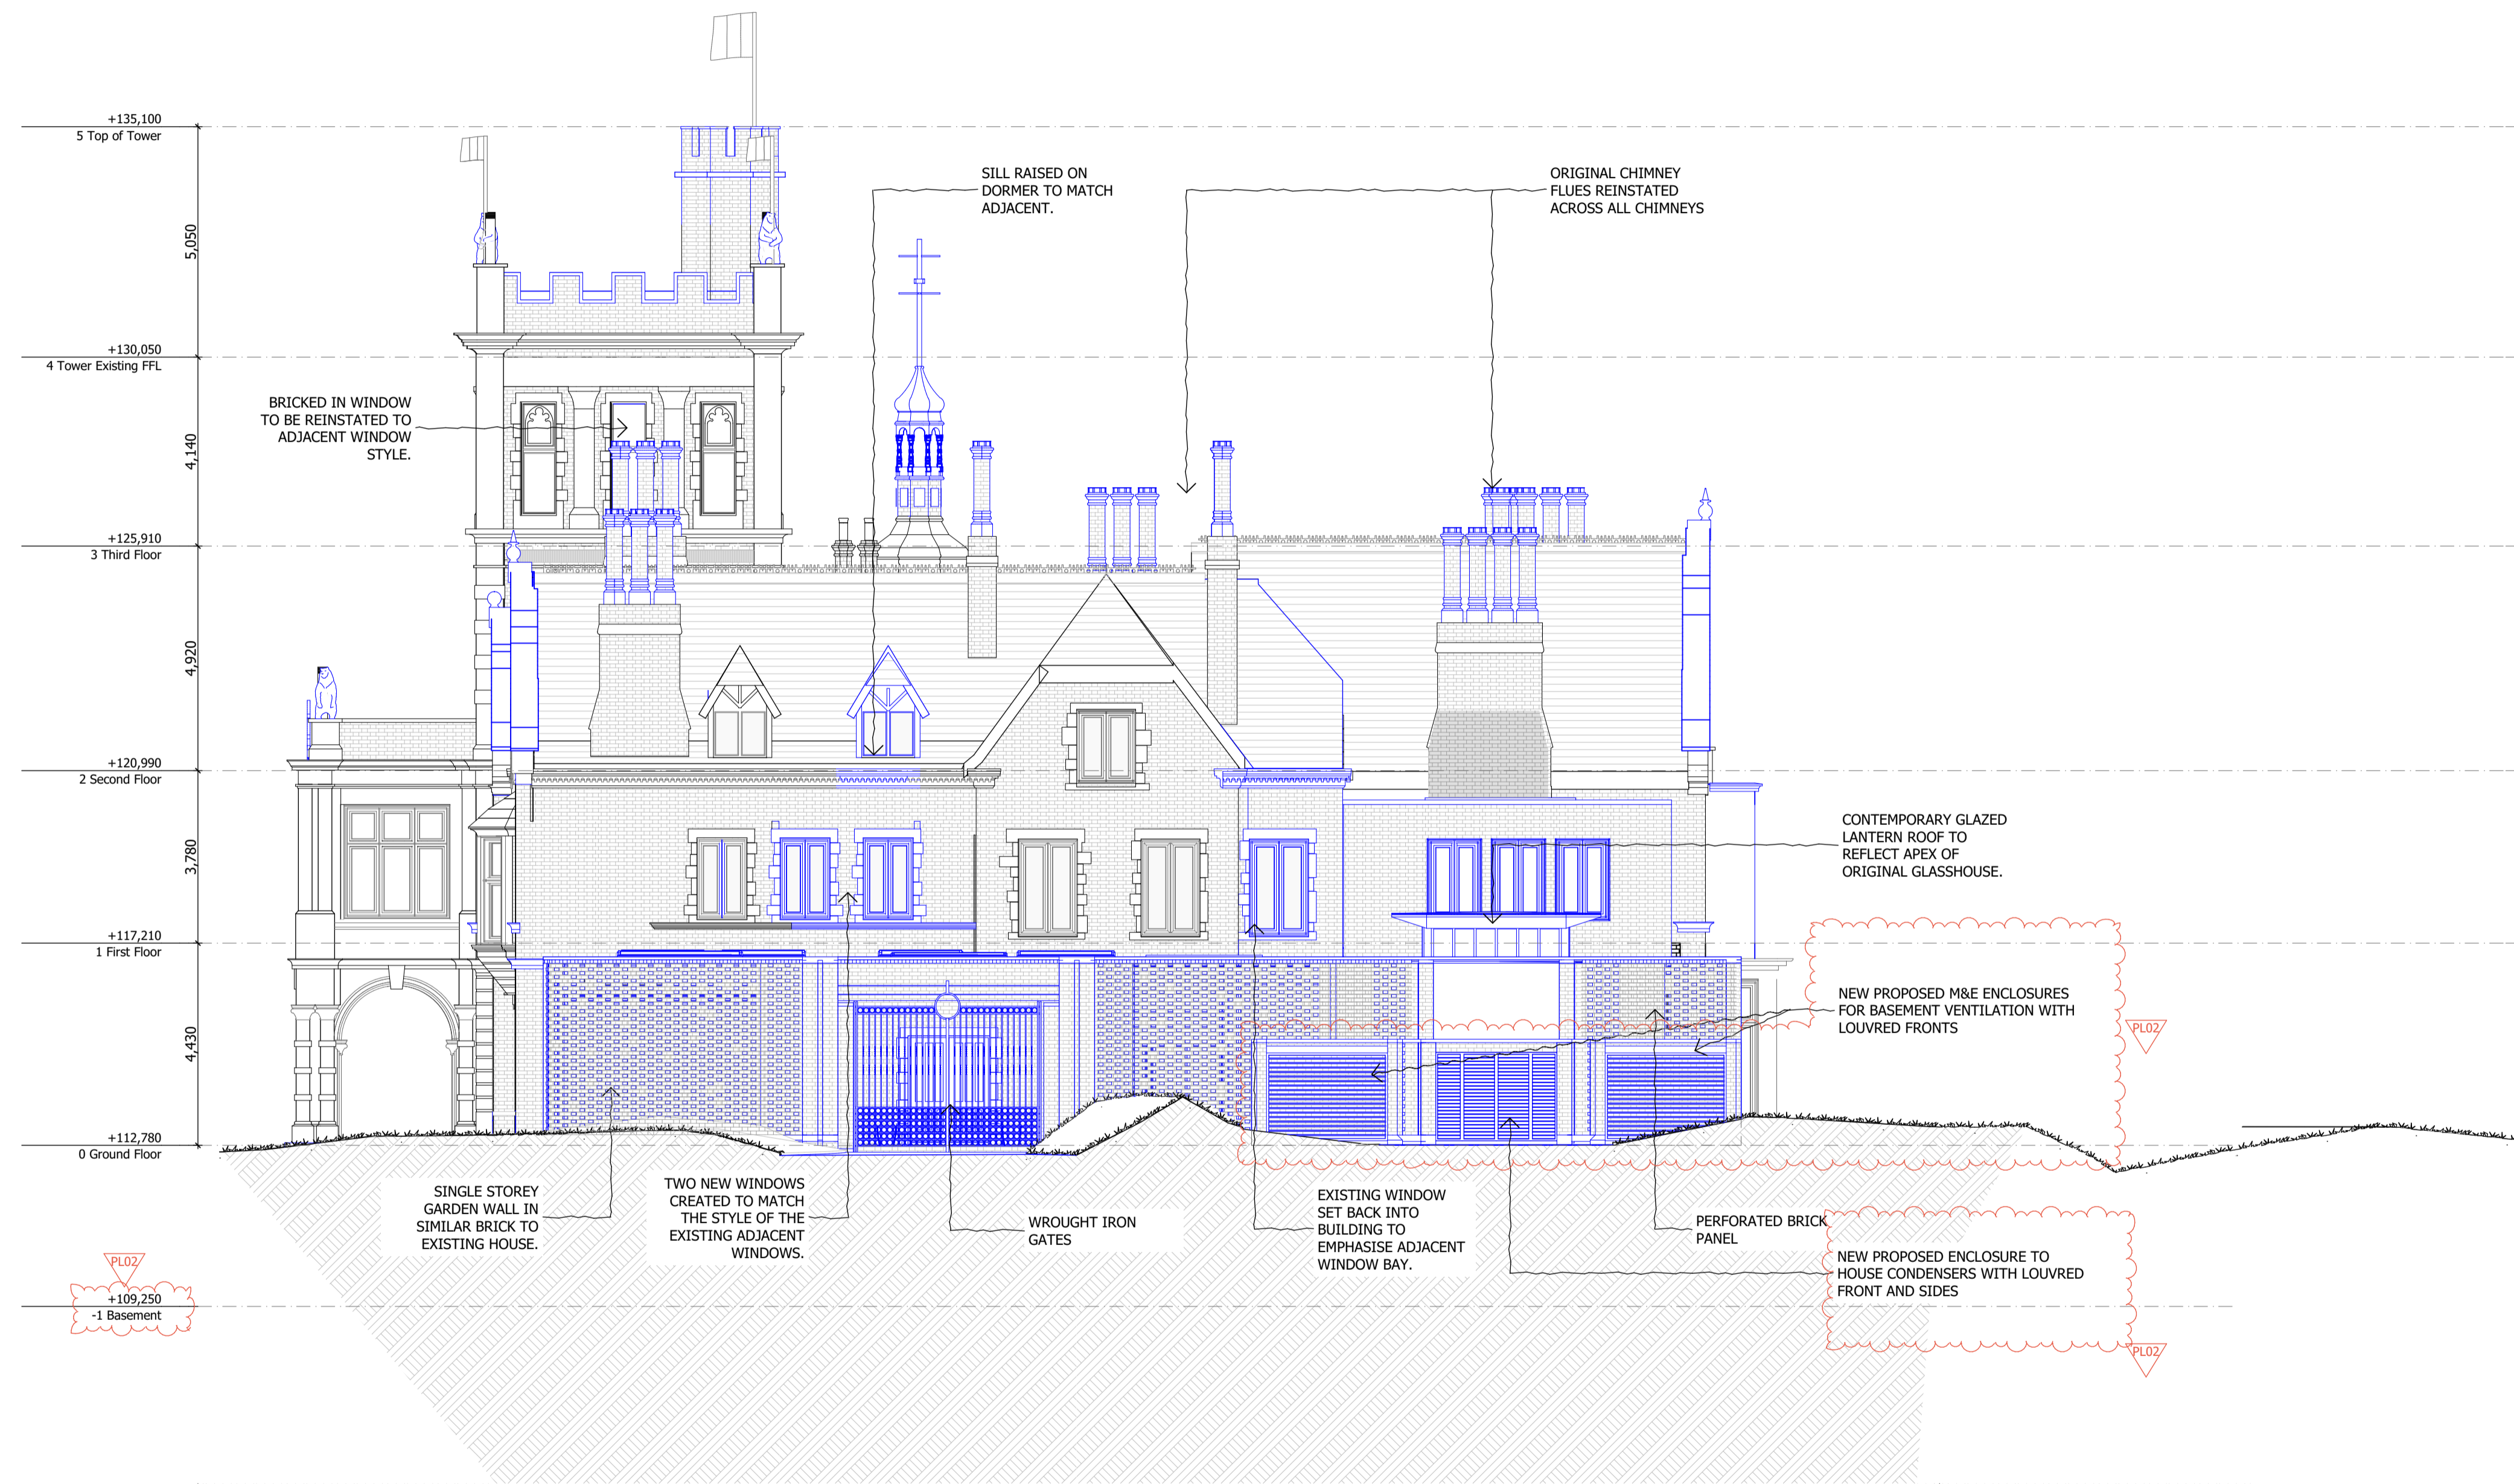 +135,100
5 Top of Tower
5,050
+130,050
4 Tower Existing FFL
4,140
+125,910
3 Third Floor
4,920
+120,990
2 Second Floor
3,780
+117,210
1 First Floor
4,430
+112,780
0 Ground Floor
PL02
+109,250
-1 Basement
SILL RAISED ON
DORMER TO MATCH
ADJACENT.
ORIGINAL CHIMNEY
FLUES REINSTATED
ACROSS ALL CHIMNEYS
BRICKED IN WINDOW
TO BE REINSTATED TO
ADJACENT WINDOW
STYLE.
CONTEMPORARY GLAZED
LANTERN ROOF TO
REFLECT APEX OF
ORIGINAL GLASSHOUSE.
NEW PROPOSED M&E ENCLOSURES
FOR BASEMENT VENTILATION WITH
LOUVRED FRONTS
PL02
SINGLE STOREY
GARDEN WALL IN
SIMILAR BRICK TO
EXISTING HOUSE.
TWO NEW WINDOWS
CREATED TO MATCH
THE STYLE OF THE
EXISTING ADJACENT
WINDOWS.
WROUGHT IRON
GATES
EXISTING WINDOW
SET BACK INTO
BUILDING TO
EMPHASISE ADJACENT
WINDOW BAY.
PERFORATED BRICK
PANEL
NEW PROPOSED ENCLOSURE TO
HOUSE CONDENSERS WITH LOUVRED
FRONT AND SIDES
PL02